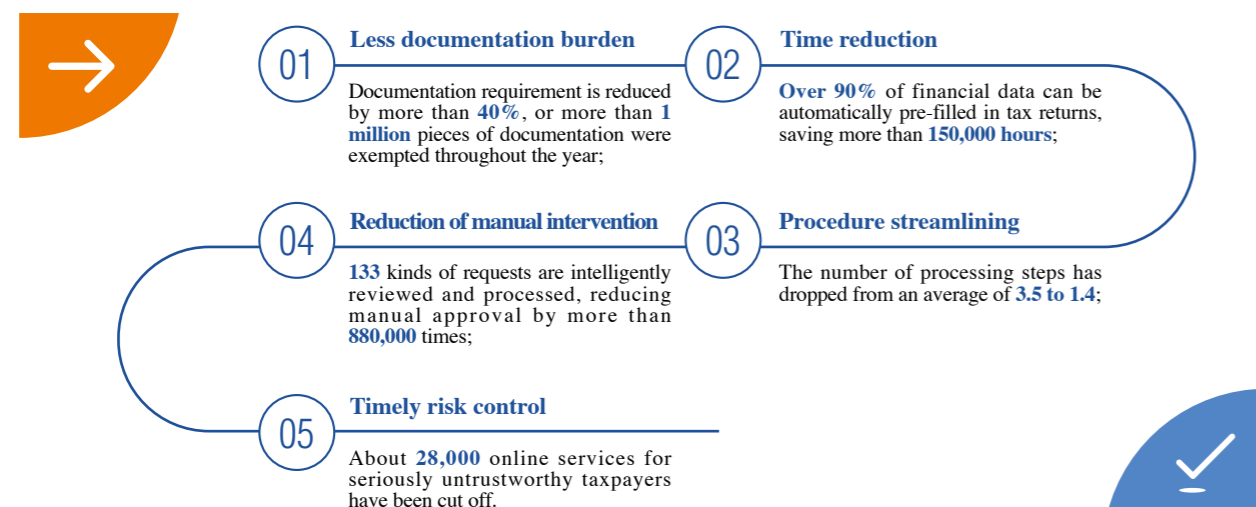 01
Less documentation burden
Documentation requirement is reduced
by more than 40%, or more than 1
million pieces of documentation were
exempted throughout the year;
02
Time reduction
Over 90% of financial data can be
automatically pre-filled in tax returns,
saving more than 150,000 hours;
03
Procedure streamlining
The number of processing steps has
dropped from an average of 3.5 to 1.4;
04
Reduction of manual intervention
133 kinds of requests are intelligently
reviewed and processed, reducing
manual approval by more than
880,000 times;
05
Timely risk control
About 28,000 online services for
seriously untrustworthy taxpayers
have been cut off.